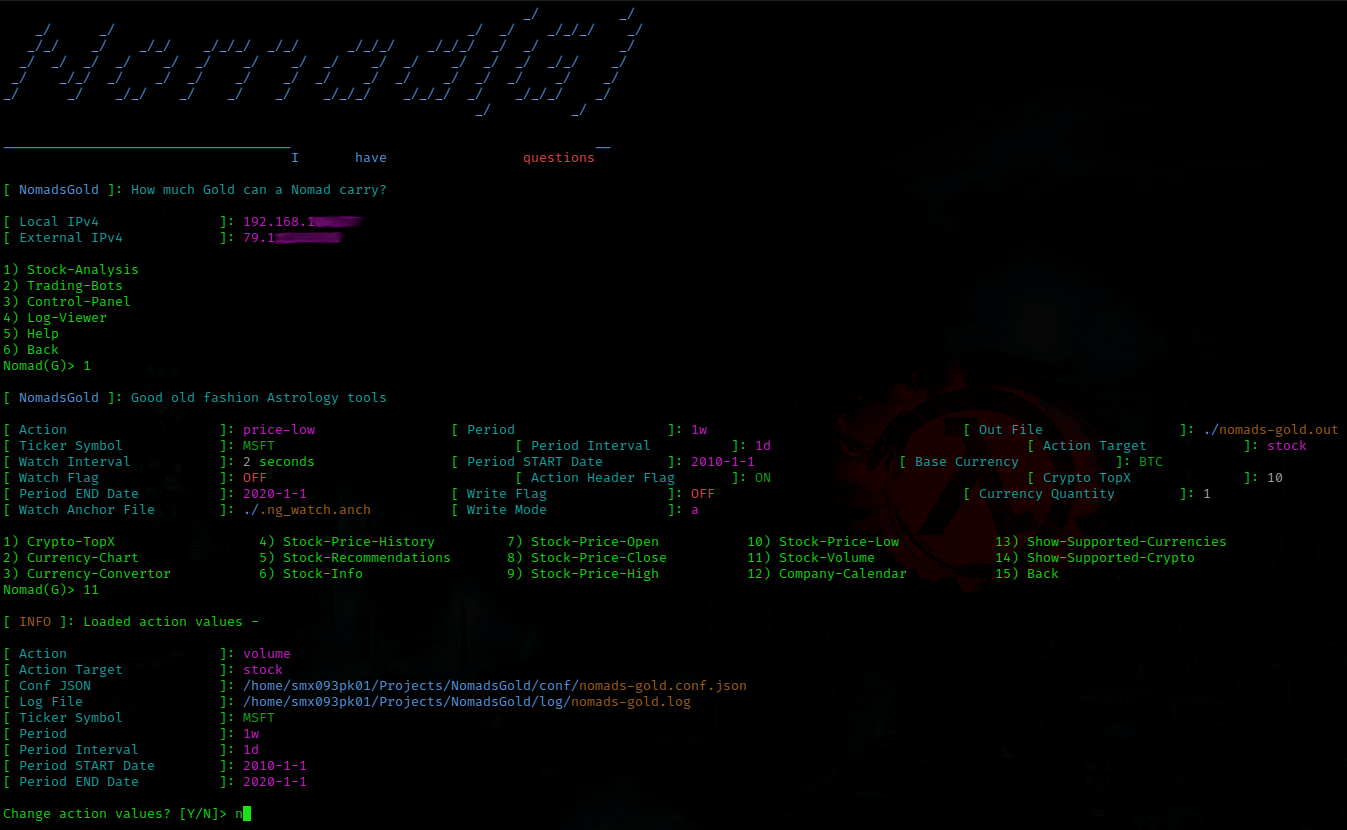 Nomad(G)
I have questions
[ NomadsGold ]: How much Gold can a Nomad carry?
[ Local IPv4 ]: 192.168.1
[ External IPv4 ]: 79.1
1) Stock-Analysis
2) Trading-Bots
3) Control-Panel
4) Log-Viewer
5) Help
6) Back
Nomad(G)> 1
[ NomadsGold ]: Good old fashion Astrology tools
[ Action ]: price-low [ Period ]: 1w [ Out File ]: ./nomads-gold.out
[ Ticker Symbol ]: MSFT [ Period Interval ]: 1d [ Action Target ]: stock
[ Watch Interval ]: 2 seconds [ Period START Date ]: 2010-1-1 [ Base Currency ]: BTC
[ Watch Flag ]: OFF [ Action Header Flag ]: ON [ Crypto TopX ]: 10
[ Period END Date ]: 2020-1-1 [ Write Flag ]: OFF [ Currency Quantity ]: 1
[ Watch Anchor File ]: ./.ng_watch.anch [ Write Mode ]: a
1) Crypto-TopX 4) Stock-Price-History 7) Stock-Price-Open 10) Stock-Price-Low 13) Show-Supported-Currencies
2) Currency-Chart 5) Stock-Recommendations 8) Stock-Price-Close 11) Stock-Volume 14) Show-Supported-Crypto
3) Currency-Convertor 6) Stock-Info 9) Stock-Price-High 12) Company-Calendar 15) Back
Nomad(G)> 11
[ INFO ]: Loaded action values -
[ Action ]: volume
[ Action Target ]: stock
[ Conf JSON ]: /home/smx093pk01/Projects/NomadsGold/conf/nomads-gold.conf.json
[ Log File ]: /home/smx093pk01/Projects/NomadsGold/log/nomads-gold.log
[ Ticker Symbol ]: MSFT
[ Period ]: 1w
[ Period Interval ]: 1d
[ Period START Date ]: 2010-1-1
[ Period END Date ]: 2020-1-1
Change action values? [Y/N]> n